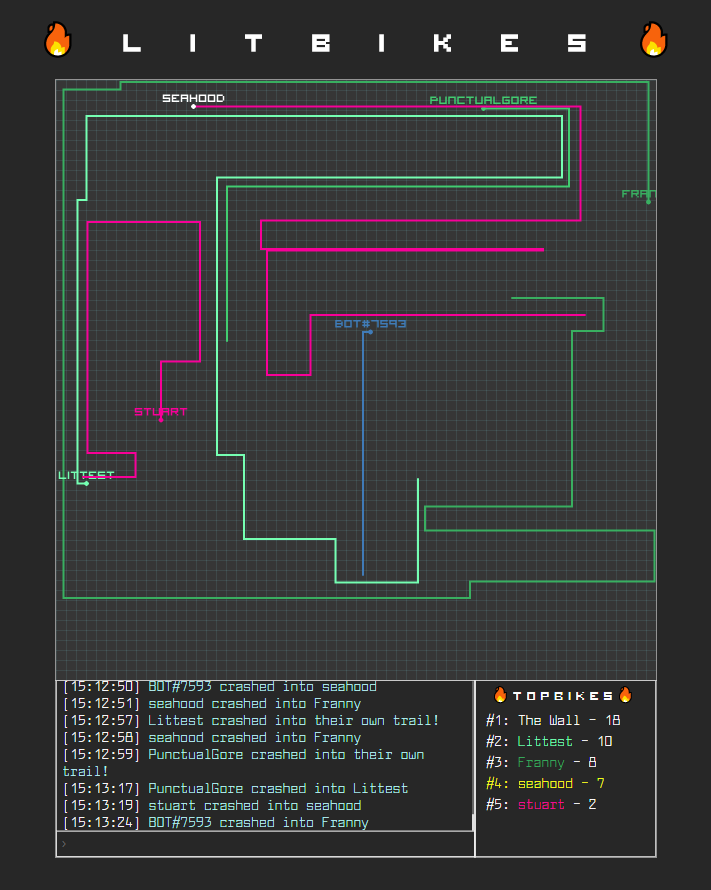 LITBIKES
SEAHOOD
PUNCTUALGORE
FRAN
BOT#7593
STUART
LITTEST
[15:12:50] BOT#7593 crashed into seahood
[15:12:51] seahood crashed into Franny
[15:12:57] Littest crashed into their own trail!
[15:12:58] seahood crashed into Franny
[15:12:59] PunctualGore crashed into their own
trail!
[15:13:17] PunctualGore crashed into Littest
[15:13:19] stuart crashed into seahood
[15:13:24] BOT#7593 crashed into Franny
›
TOPBIKES
#1: The Wall - 18
#2: Littest - 10
#3: Franny - 8
#4: seahood - 7
#5: stuart - 2